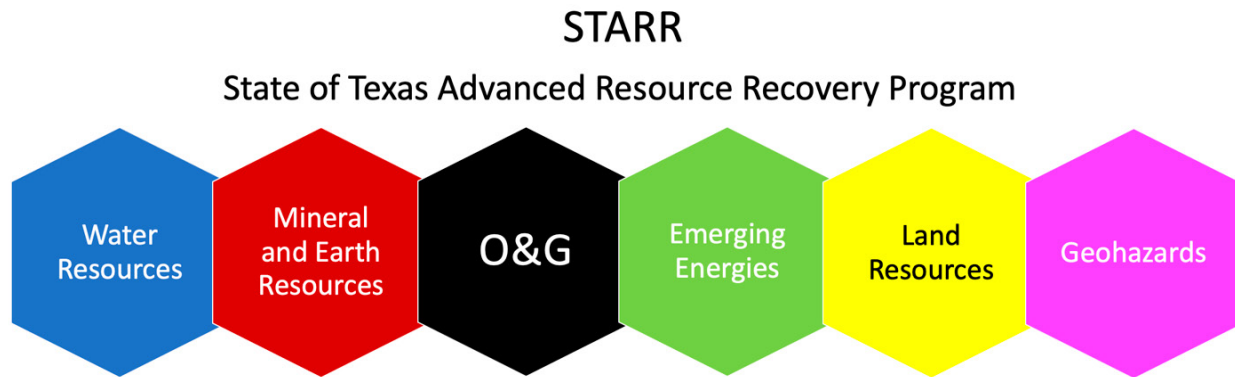 STARR
State of Texas Advanced Resource Recovery Program
Water
Resources
Mineral
and Earth
Resources
O&G
Emerging
Energies
Land
Resources
Geohazards